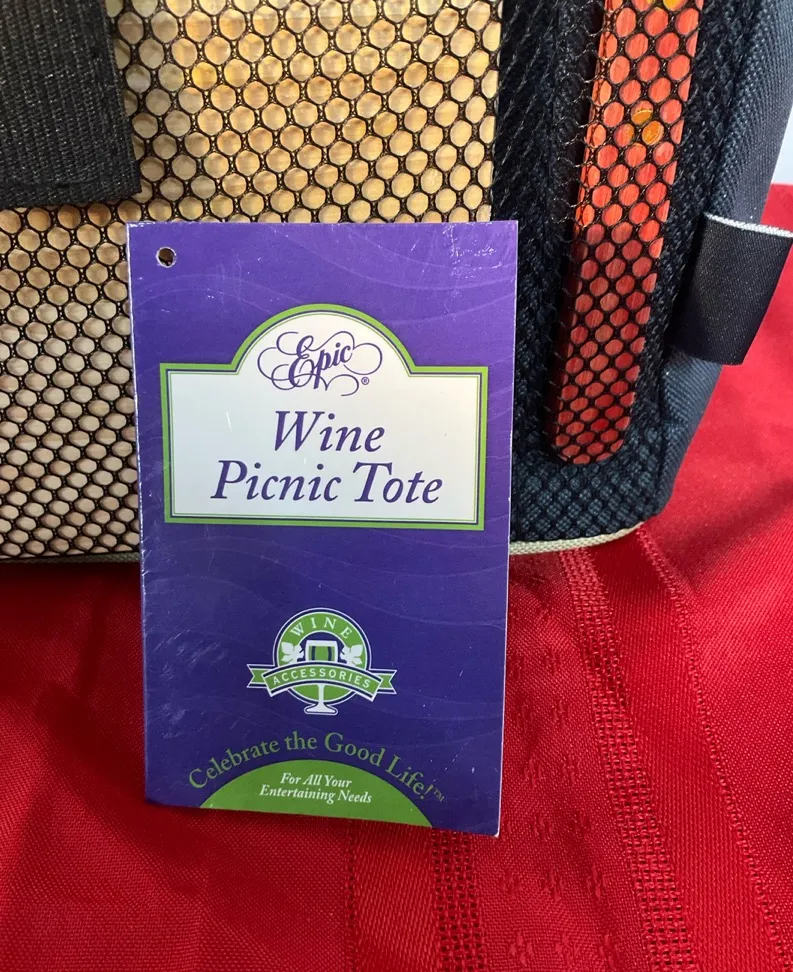 Epic®
Wine
Picnic Tote
WINE
ACCESSORIES
Celebrate the Good Life!™
For All Your
Entertaining Needs